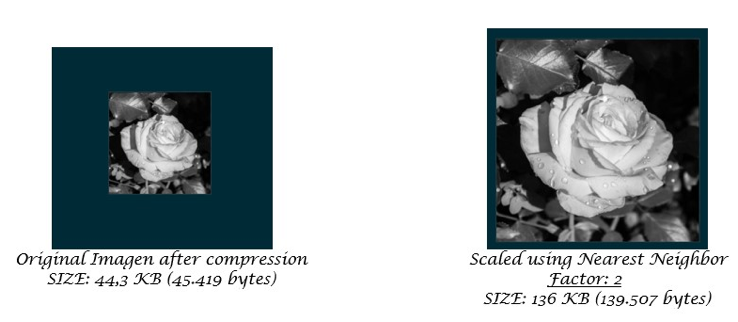 Original Imagen after compression
SIZE: 44,3 KB (45.419 bytes)
Scaled using Nearest Neighbor
Factor: 2
SIZE: 136 KB (139.507 bytes)